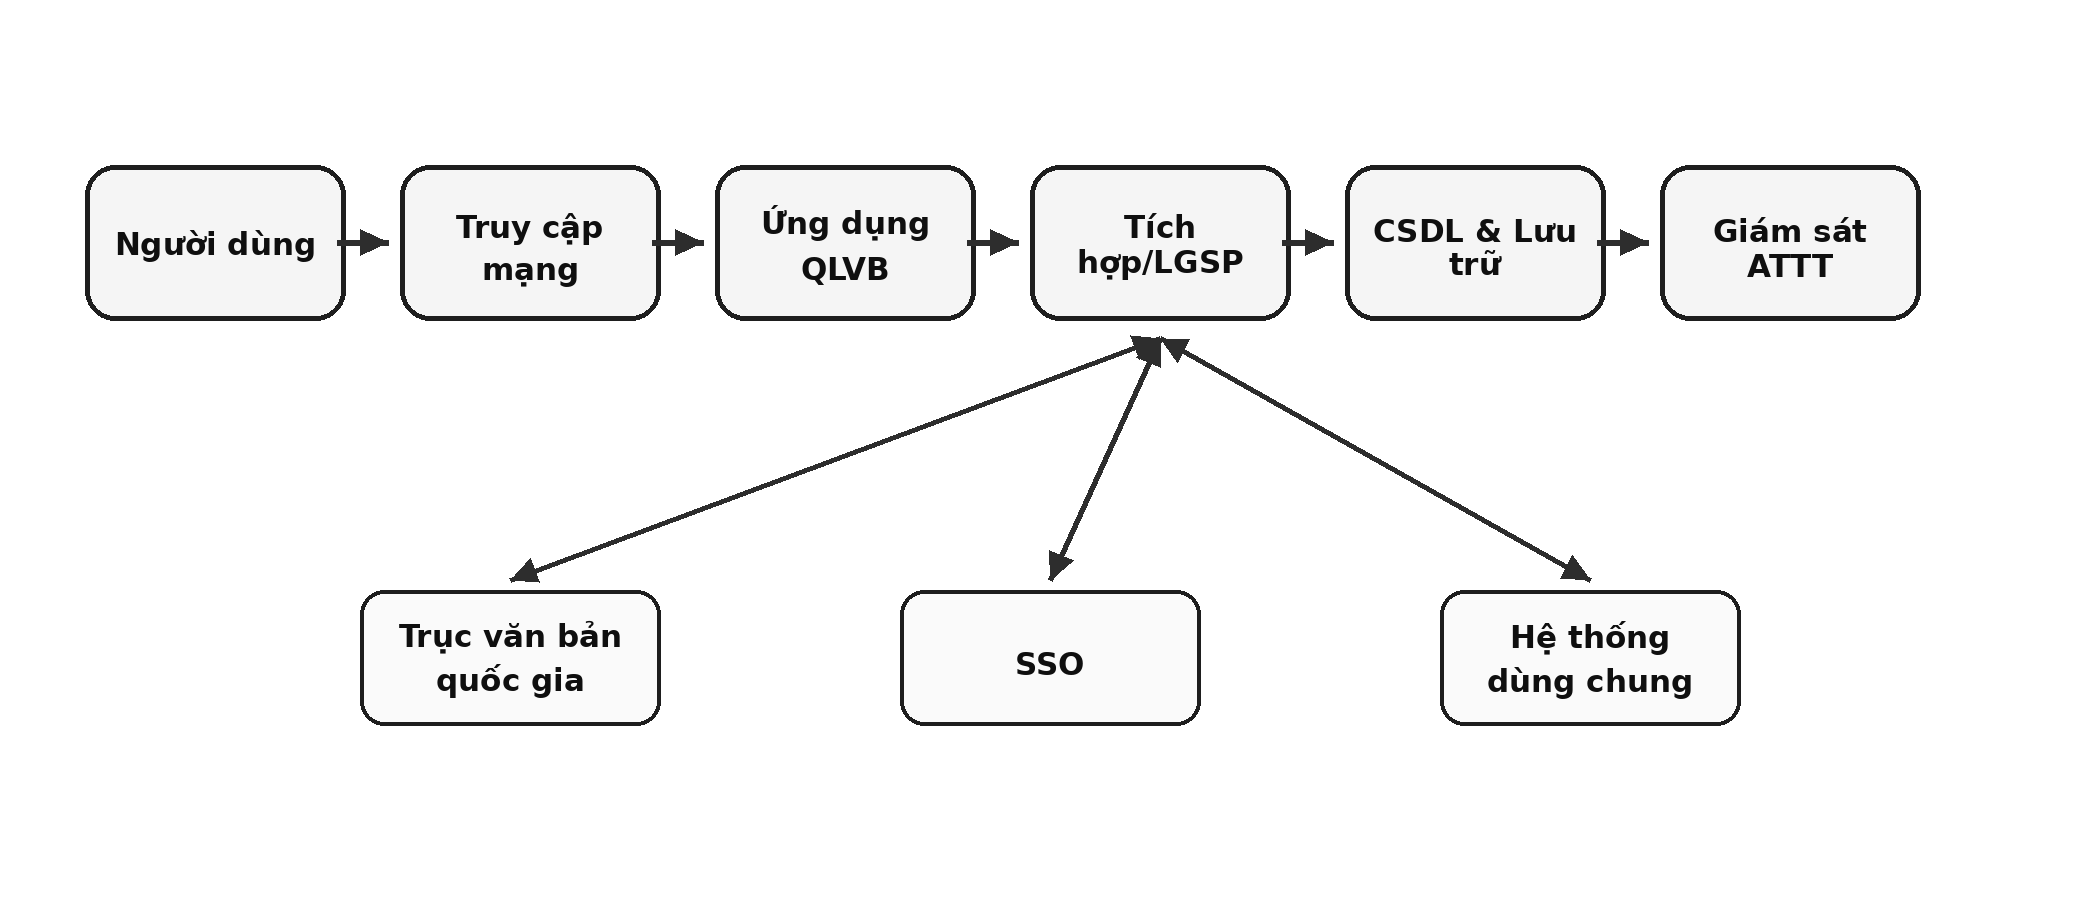 Người dùng
Truy cập
mạng
Ứng dụng
QLVB
Tích
hợp/LGSP
CSDL & Lưu
trữ
Giám sát
ATTT
Trục văn bản
quốc gia
SSO
Hệ thống
dùng chung